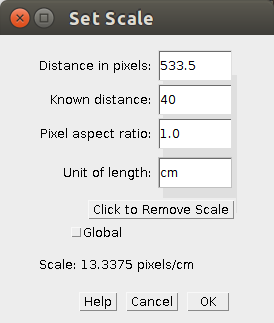 Set Scale
Distance in pixels: 533.5
Known distance: 40
Pixel aspect ratio: 1.0
Unit of length: cm
Click to Remove Scale
Global
Scale: 13.3375 pixels/cm
Help Cancel OK